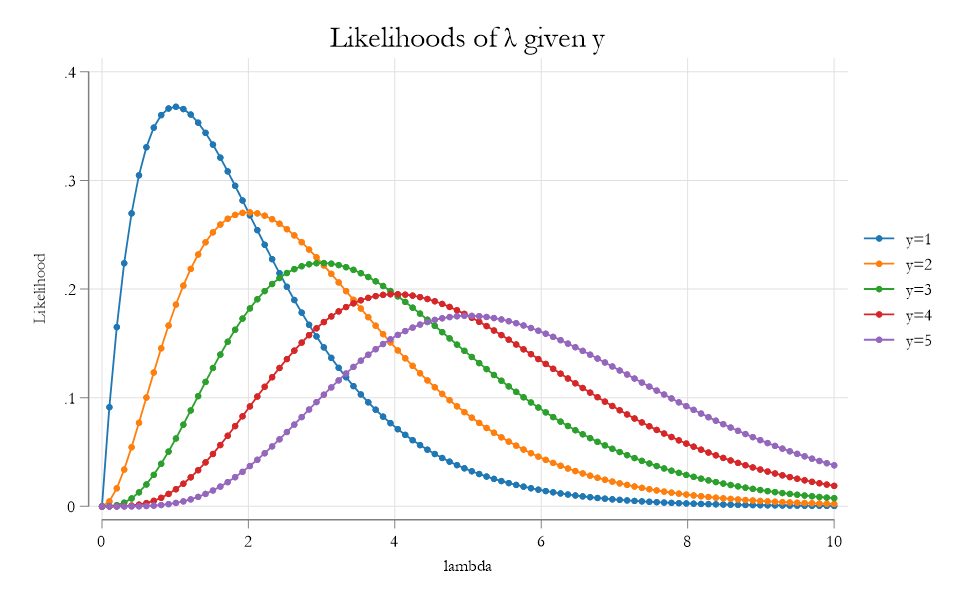 Likelihoods of λ given y
.4
.3
.2
.1
0
Likelihood
0 2 4 6 8 10
lambda
y=1
y=2
y=3
y=4
y=5